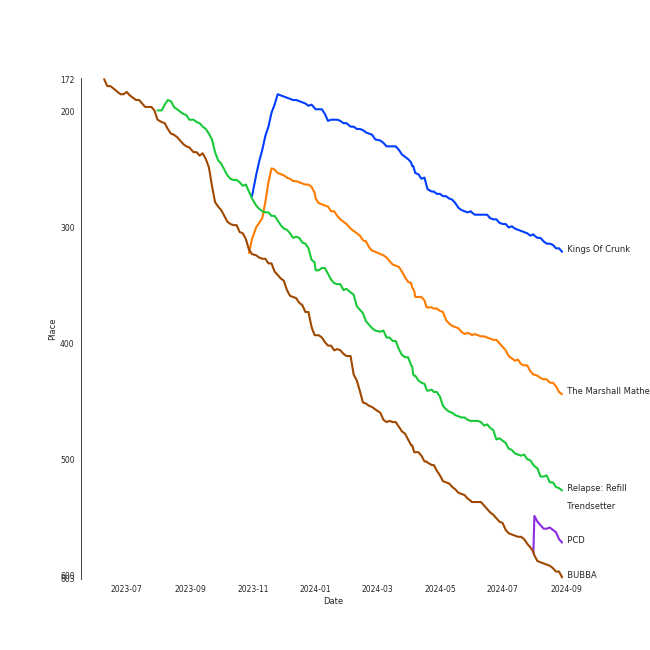 172
200
300
400
500
600
603
Place
2023-07
2023-09
2023-11
2024-01
2024-03
2024-05
2024-07
2024-09
Date
Kings Of Crunk
The Marshall Mathe
Relapse: Refill
Trendsetter
PCD
BUBBA